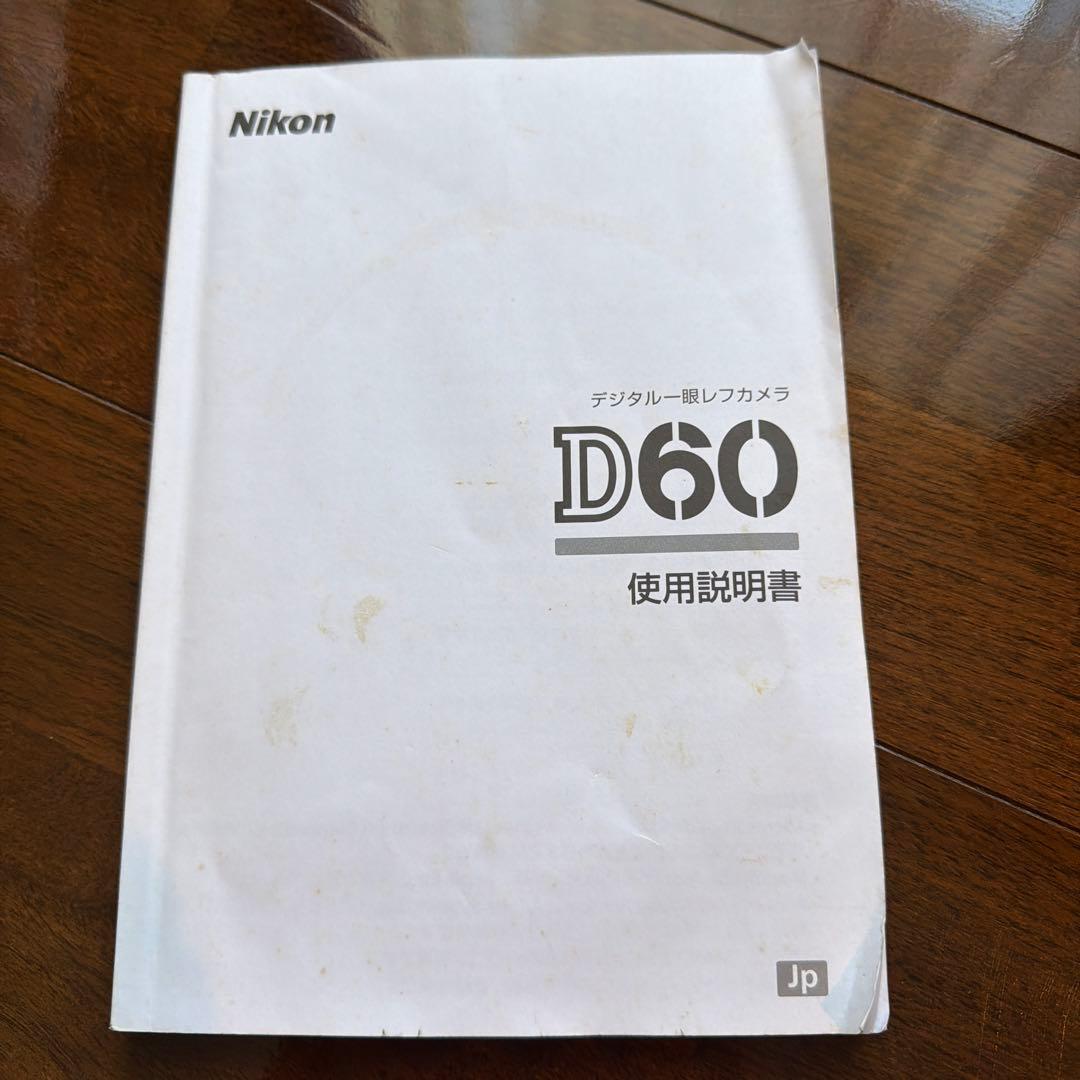 Nikon
デジタル一眼レフカメラ
D60
使用説明書
Jp